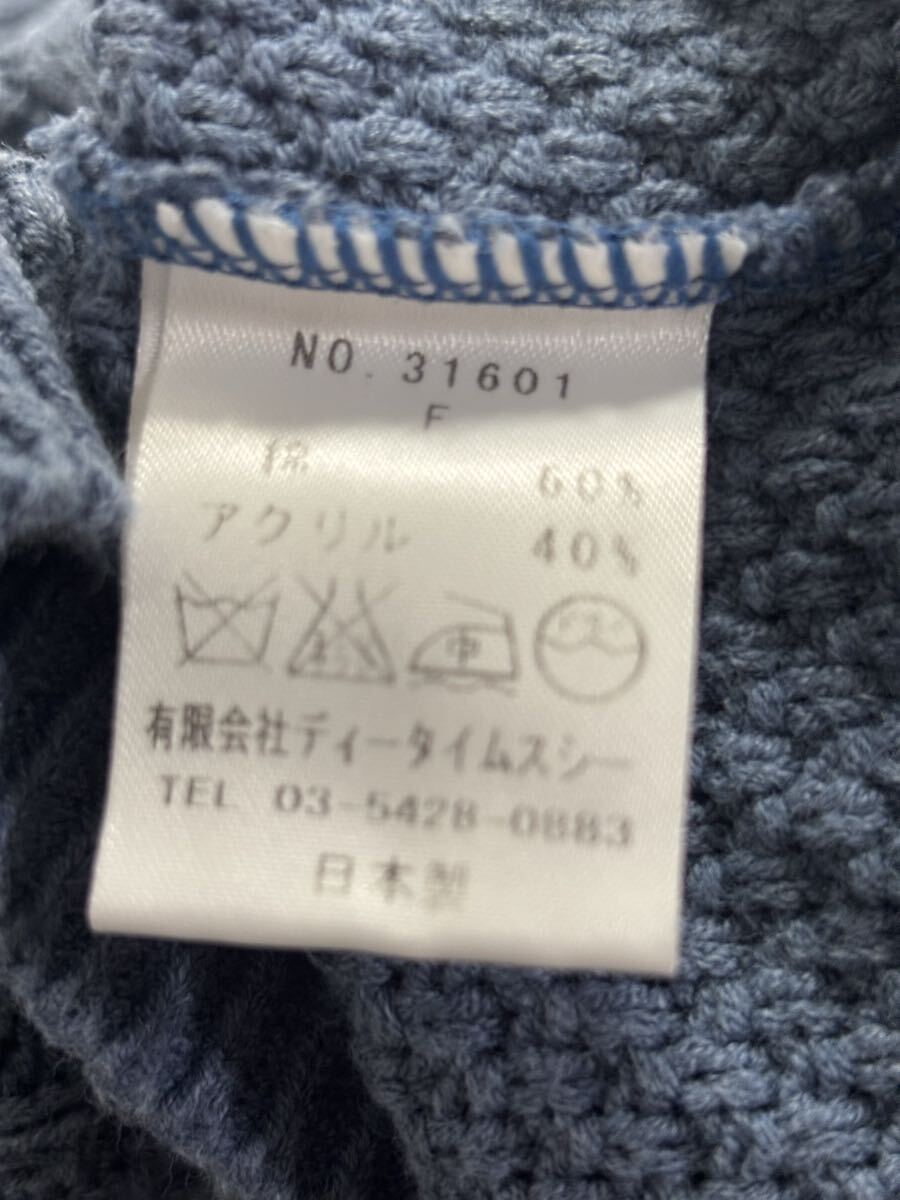 NO. 31601
F
綿 60%
アクリル 40%
中
有限会社ディータイムスシー
TEL 03-5428-0883
日本製